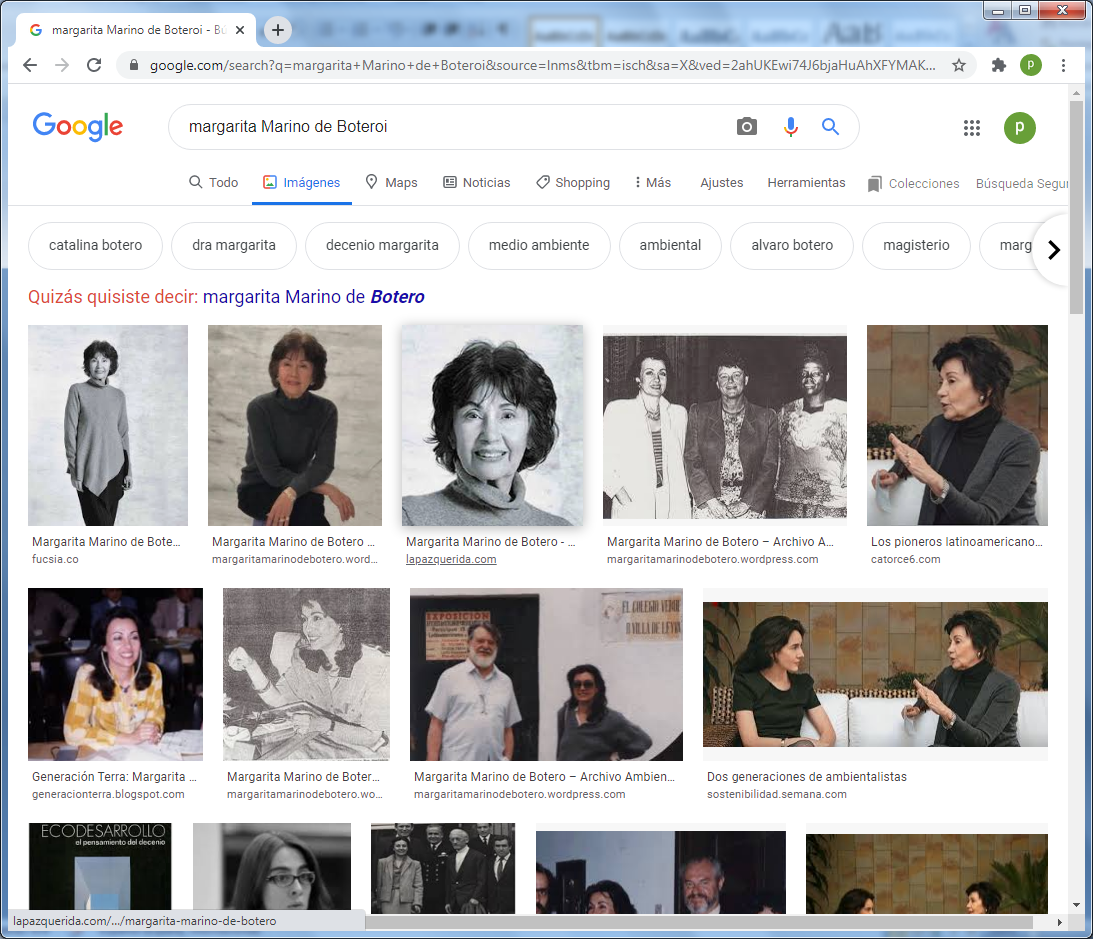 margarita Marino de Boteroi - Bú
google.com/search?q=margarita+Marino+de+Boteroi&source=lnms&tbm=isch&sa=X&ved=2ahUKEwi74J6bjaHuAhXFYMAK...
P
Google
margarita Marino de Boteroi
P
Todo Imágenes Maps Noticias Shopping Más Ajustes Herramientas Colecciones Búsqueda Segur
catalina botero dra margarita decenio margarita medio ambiente ambiental alvaro botero magisterio marg
Quizás quisiste decir: margarita Marino de Botero
Margarita Marino de Bote...
fucsia.co
Margarita Marino de Botero ...
margaritamarinodebotero.word...
Margarita Marino de Botero - ...
lapazquerida.com
Margarita Marino de Botero – Archivo A...
margaritamarinodebotero.wordpress.com
Los pioneros latinoamericano...
catorce6.com
EXPOSICION
EL COLEGIO VERDE
D VILLA DE LEYVA
Generación Terra: Margarita ...
generacionterra.blogspot.com
Margarita Marino de Boter...
margaritamarinodebotero.wo...
Margarita Marino de Botero – Archivo Ambien...
margaritamarinodebotero.wordpress.com
Dos generaciones de ambientalistas
sostenibilidad.semana.com
ECODESARROLLO
el pensamiento del decenio
lapazquerida.com/.../margarita-marino-de-botero